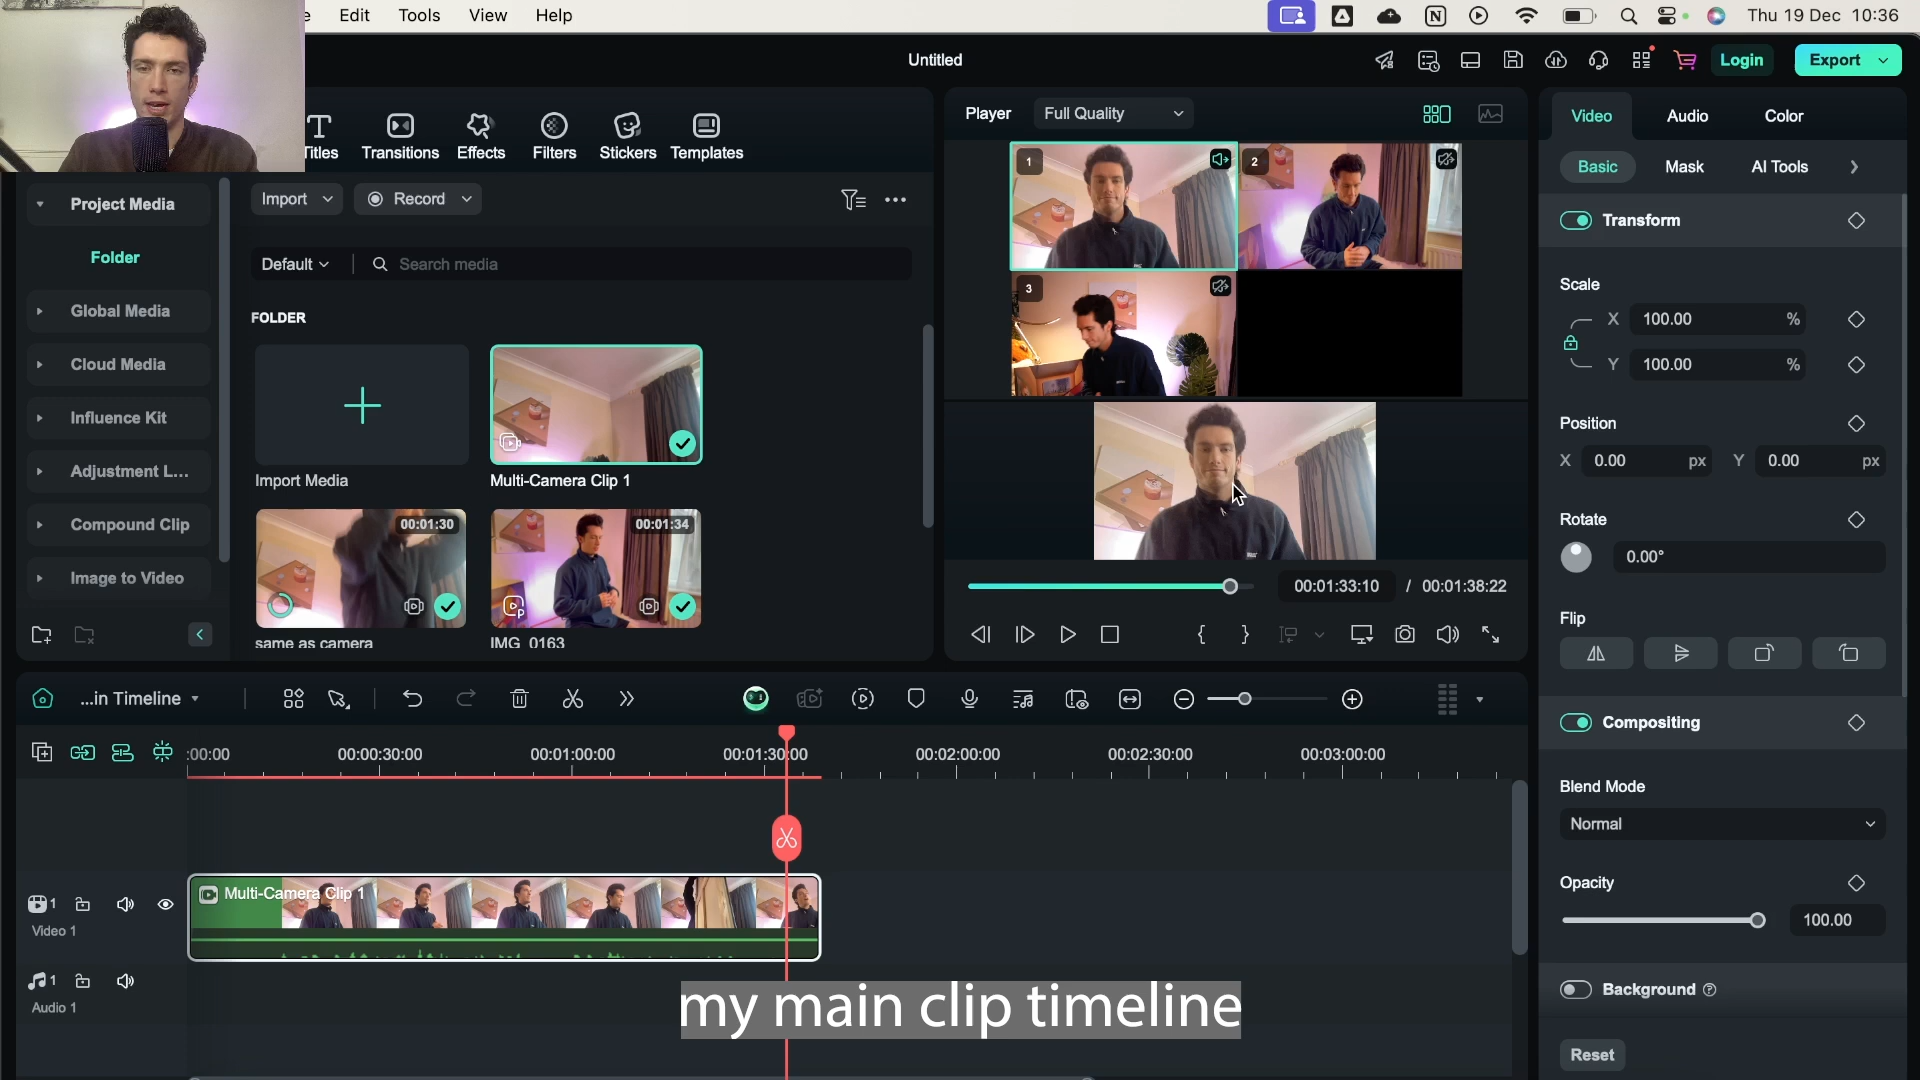 Edit Tools View Help
Thu 19 Dec 10:36
Untitled
Login
Export
Titles
Transitions
Effects
Filters
Stickers
Templates
Player
Full Quality
Video
Audio
Color
Basic
Mask
AI Tools
Project Media
Folder
Global Media
Cloud Media
Influence Kit
Adjustment L...
Compound Clip
Image to Video
Import
Record
Default
Search media
FOLDER
Import Media
Multi-Camera Clip 1
00:01:30
same as camera
00:01:34
IMG_0163
1
2
3
00:01:33:10 / 00:01:38:22
Transform
Scale
X 100.00 %
Y 100.00 %
Position
X 0.00 px Y 0.00 px
Rotate
0.00°
Flip
Compositing
Blend Mode
Normal
Opacity
100.00
Background
Reset
...in Timeline
:00:00 00:00:30:00 00:01:00:00 00:01:30:00 00:02:00:00 00:02:30:00 00:03:00:00
Multi-Camera Clip 1
1
Video 1
1
Audio 1
my main clip timeline